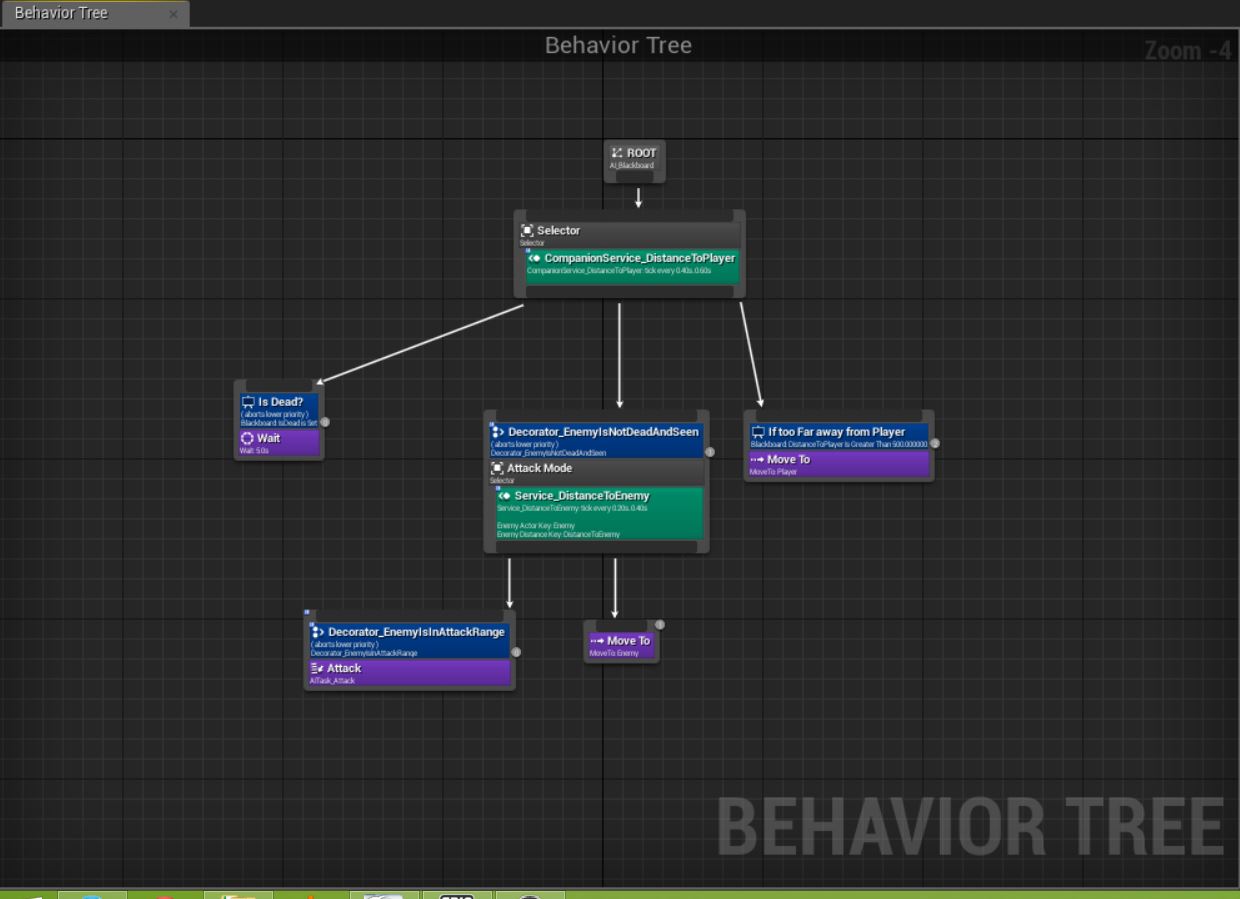 Behavior Tree
Behavior Tree
Zoom -4
ROOT
AI_Blackboard
Selector
Selector
CompanionService_DistanceToPlayer
CompanionService_DistanceToPlayer: tick every 0.40s..0.60s
Is Dead?
( aborts lower priority )
Blackboard: IsDead is Set
Wait
Wait: 5.0s
Decorator_EnemyIsNotDeadAndSeen
( aborts lower priority )
Decorator_EnemyIsNotDeadAndSeen
Attack Mode
Selector
Service_DistanceToEnemy
Service_DistanceToEnemy: tick every 0.20s..0.40s
Enemy Actor Key: Enemy
Enemy Distance Key: DistanceToEnemy
If too Far away from Player
Blackboard: DistanceToPlayer is Greater Than 500.000000
Move To
MoveTo: Player
Decorator_EnemyIsInAttackRange
( aborts lower priority )
Decorator_EnemyIsInAttackRange
Attack
AITask_Attack
Move To
MoveTo: Enemy
BEHAVIOR TREE